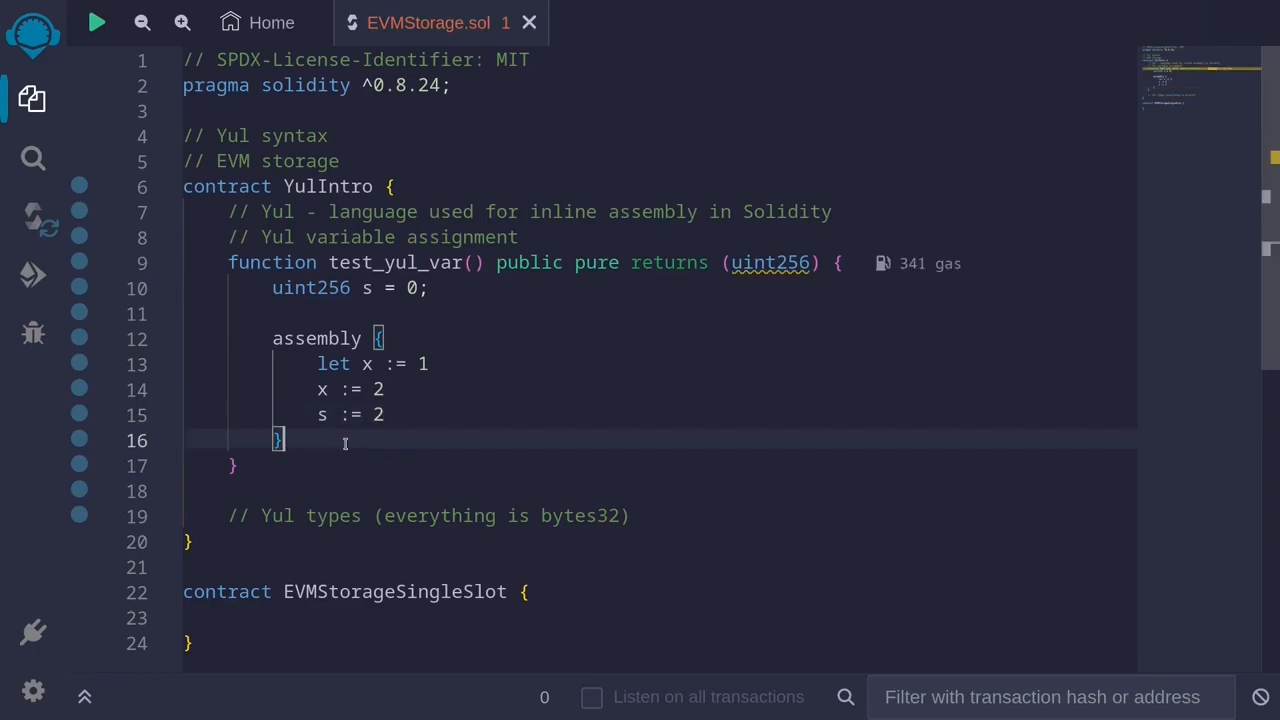 Home
EVMStorage.sol 1
1 // SPDX-License-Identifier: MIT
2 pragma solidity ^0.8.24;
3
4 // Yul syntax
5 // EVM storage
6 contract YulIntro {
7 // Yul - language used for inline assembly in Solidity
8 // Yul variable assignment
9 function test_yul_var() public pure returns (uint256) { 341 gas
10 uint256 s = 0;
11
12 assembly {
13 let x := 1
14 x := 2
15 s := 2
16 }
17 }
18
19 // Yul types (everything is bytes32)
20 }
21
22 contract EVMStorageSingleSlot {
23
24 }
0 Listen on all transactions Filter with transaction hash or address